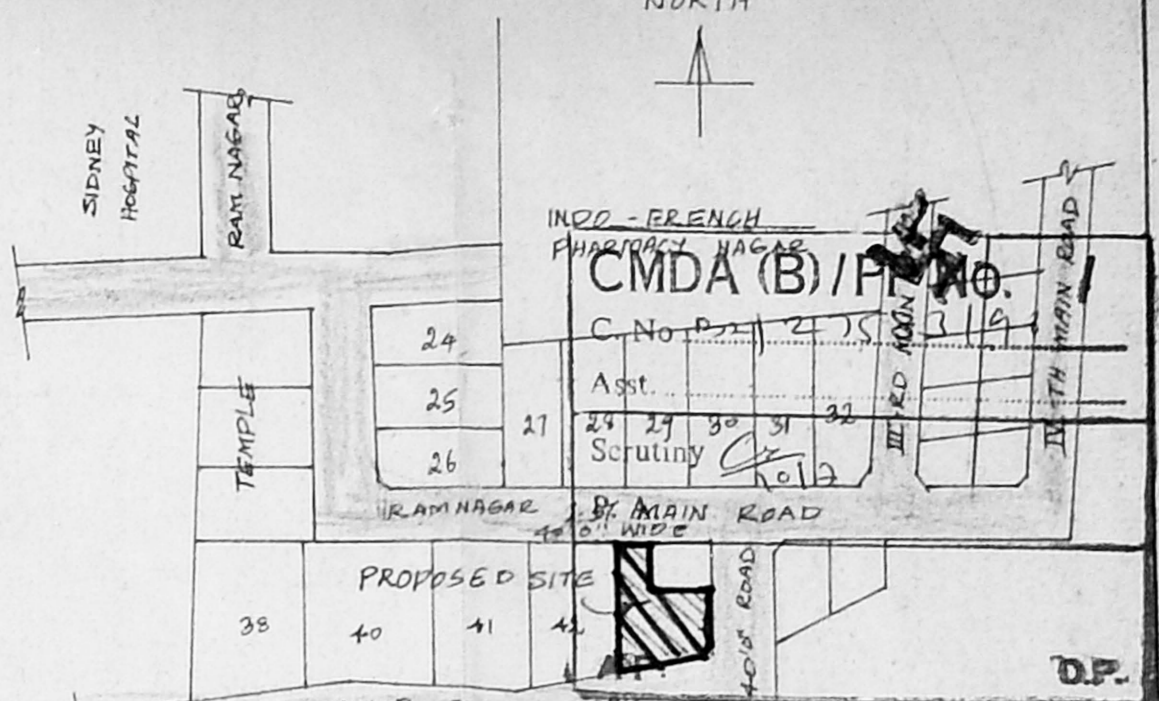 NORTH
SIDNEY
HOSPITAL
RAM NAGAR
INDO-FRENCH
PHARMACY NAGAR
CMDA (B) / PP No.
C. No
Asst.
Scrutiny
24
25
26
27
28
29
30
31
32
TEMPLE
III RD MAIN
IV TH MAIN ROAD
RAM NAGAR
MAIN ROAD
40'0" WIDE
PROPOSED SITE
38
40
41
42
40'0" ROAD
D.P.